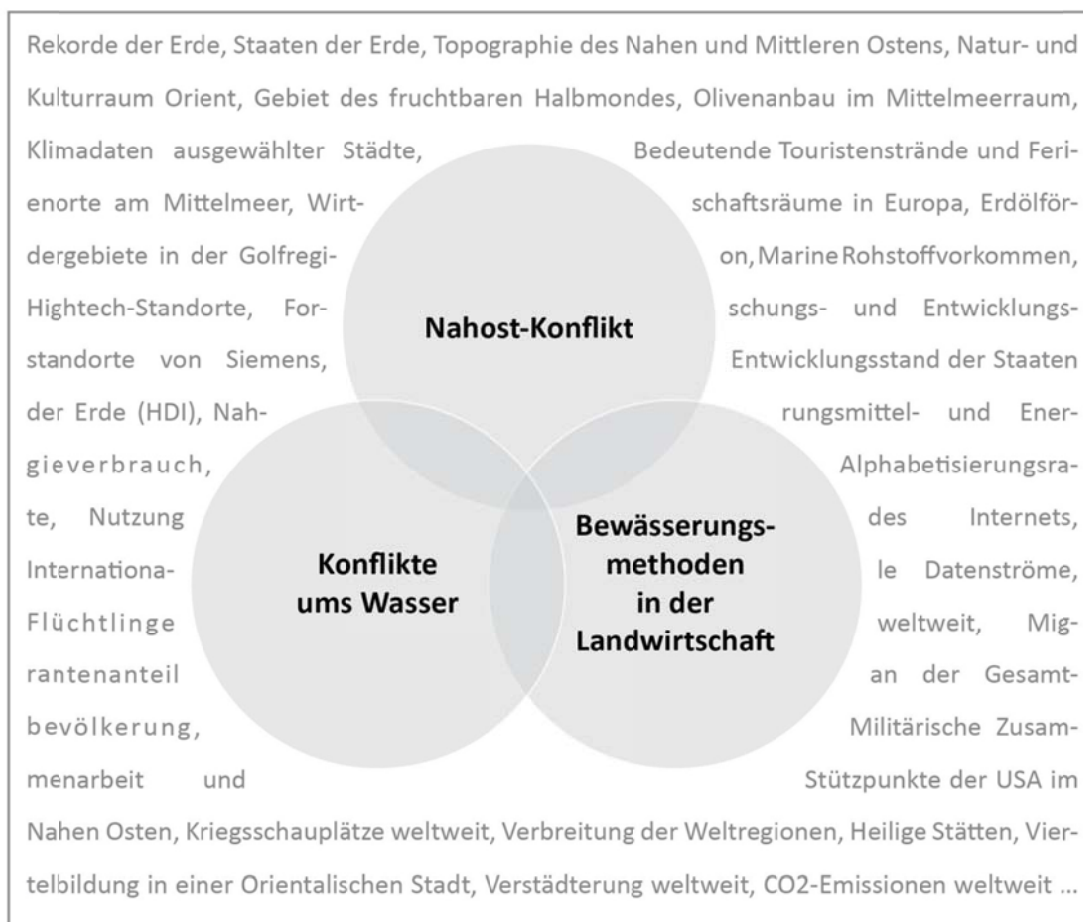 Rekorde der Erde, Staaten der Erde, Topographie des Nahen und Mittleren Ostens, Natur- und
Kulturraum Orient, Gebiet des fruchtbaren Halbmondes, Olivenanbau im Mittelmeerraum,
Klimadaten ausgewählter Städte, Bedeutende Touristenstrände und Feri-
enorte am Mittelmeer, Wirt- schaftsräume in Europa, Erdölför-
dergebiete in der Golfregi- on, Marine Rohstoffvorkommen,
Hightech-Standorte, For- schungs- und Entwicklungs-
Nahost-Konflikt
standorte von Siemens, Entwicklungsstand der Staaten
der Erde (HDI), Nah- rungsmittel- und Ener-
gieverbrauch, Alphabetisierungsra-
te, Nutzung des Internets,
Internationa- le Datenströme,
Flüchtlinge weltweit, Mig-
rantenanteil an der Gesamt-
bevölkerung, Militärische Zusam-
menarbeit und Stützpunkte der USA im
Konflikte
ums Wasser
Bewässerungs-
methoden
in der
Landwirtschaft
Nahen Osten, Kriegsschauplätze weltweit, Verbreitung der Weltregionen, Heilige Stätten, Vier-
telbildung in einer Orientalischen Stadt, Verstädterung weltweit, CO2-Emissionen weltweit ...